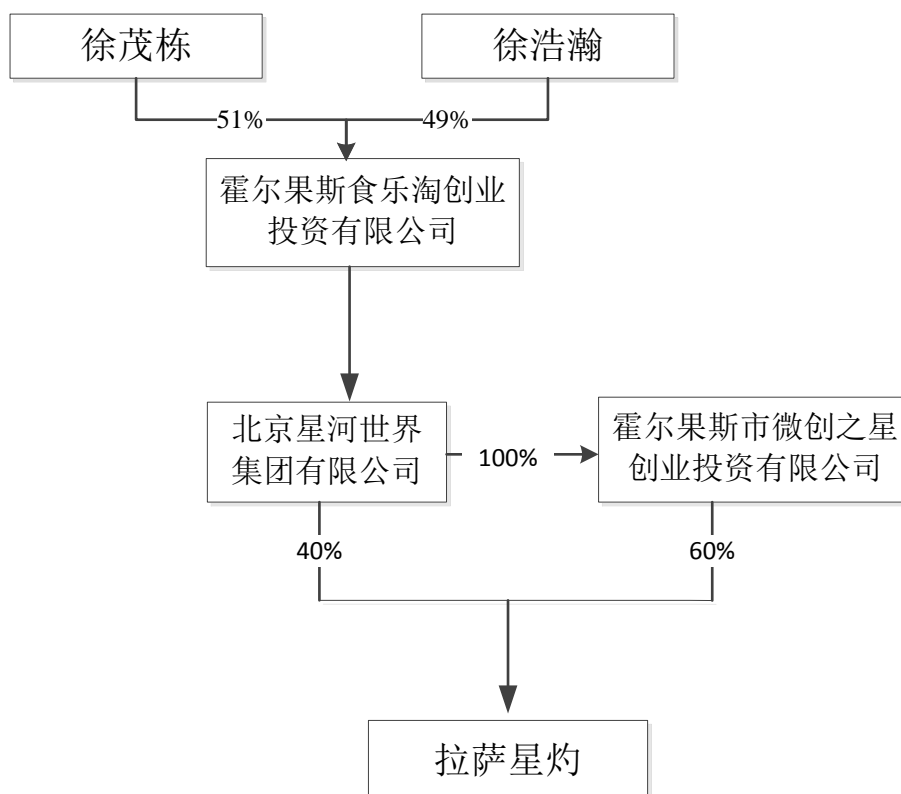 徐茂栋
徐浩瀚
51%
49%
霍尔果斯食乐淘创业
投资有限公司
北京星河世界
集团有限公司
100%
霍尔果斯市微创之星
创业投资有限公司
40%
60%
拉萨星灼